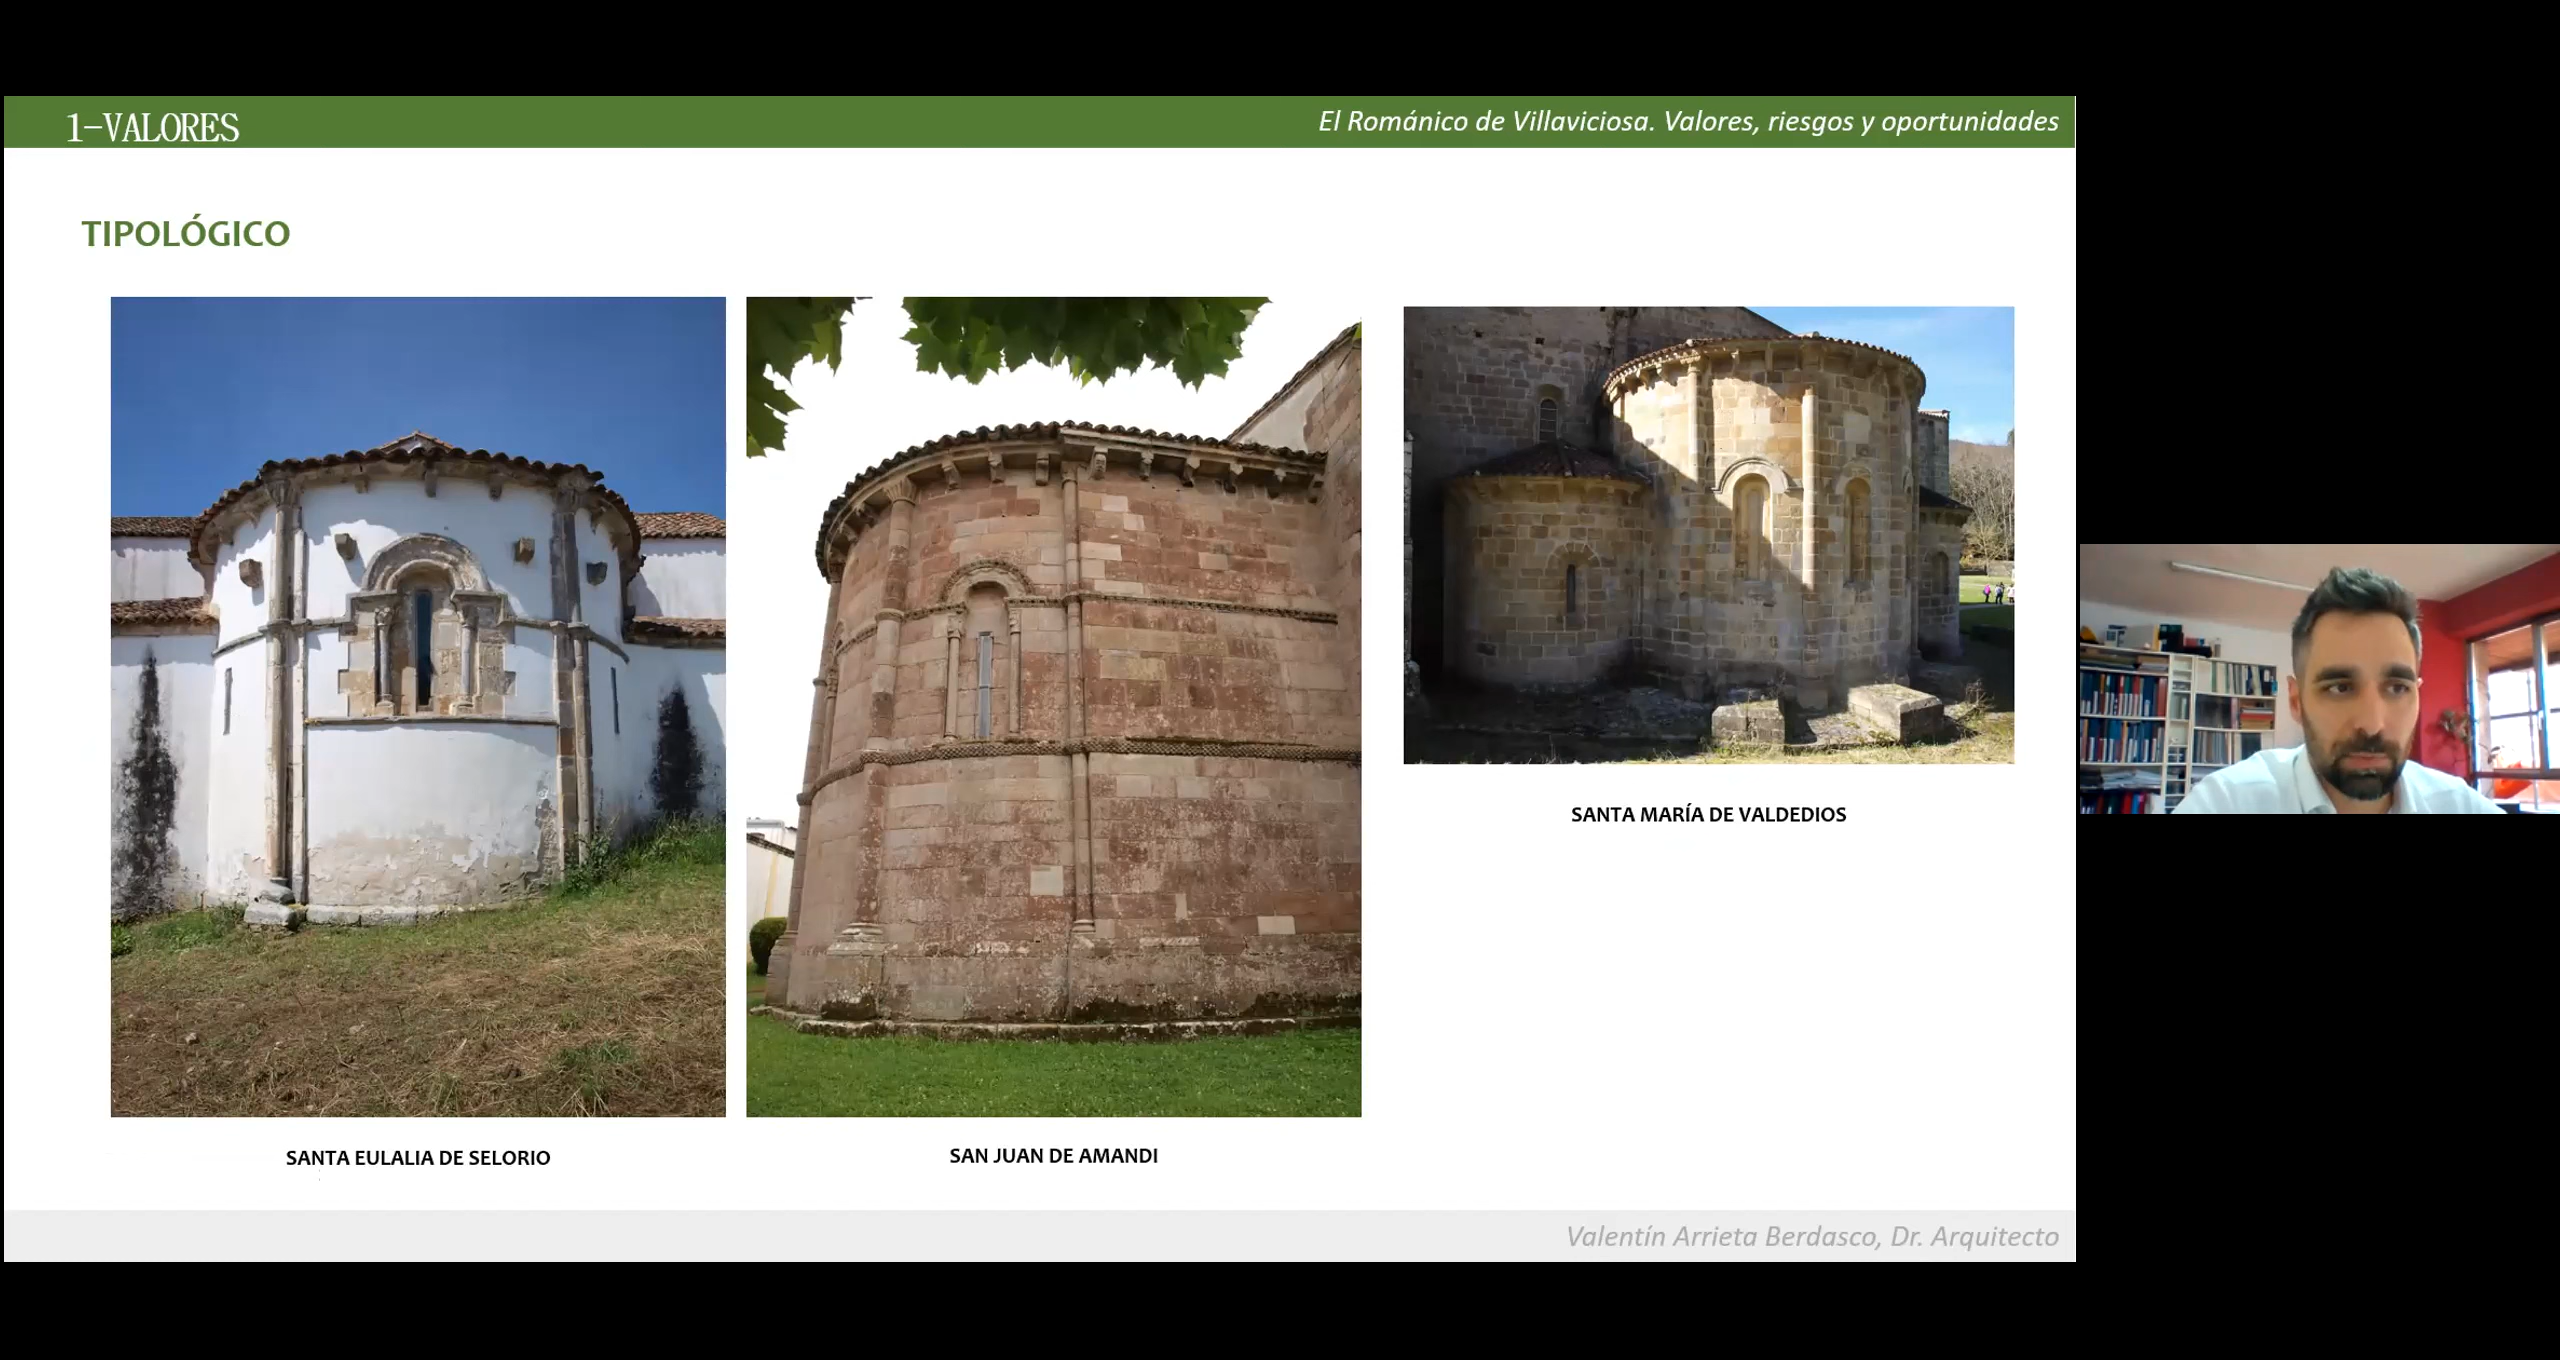 1-VALORES
El Románico de Villaviciosa. Valores, riesgos y oportunidades
TIPOLÓGICO
SANTA MARÍA DE VALDEDIOS
SANTA EULALIA DE SELORIO
SAN JUAN DE AMANDI
Valentín Arrieta Berdasco, Dr. Arquitecto